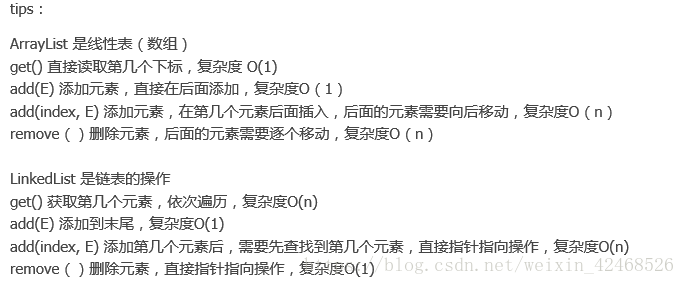 tips：
ArrayList 是线性表（数组）
get() 直接读取第几个下标，复杂度 O(1)
add(E) 添加元素，直接在后面添加，复杂度O（1）
add(index, E) 添加元素，在第几个元素后面插入，后面的元素需要向后移动，复杂度O（n）
remove（）删除元素，后面的元素需要逐个移动，复杂度O（n）
LinkedList 是链表的操作
get() 获取第几个元素，依次遍历，复杂度O(n)
add(E) 添加到末尾，复杂度O(1)
add(index, E) 添加第几个元素后，需要先查找到第几个元素，直接指针指向操作，复杂度O(n)
remove（）删除元素，直接指针指向操作，复杂度O(1)
https://blog.csdn.net/weixin_42468526